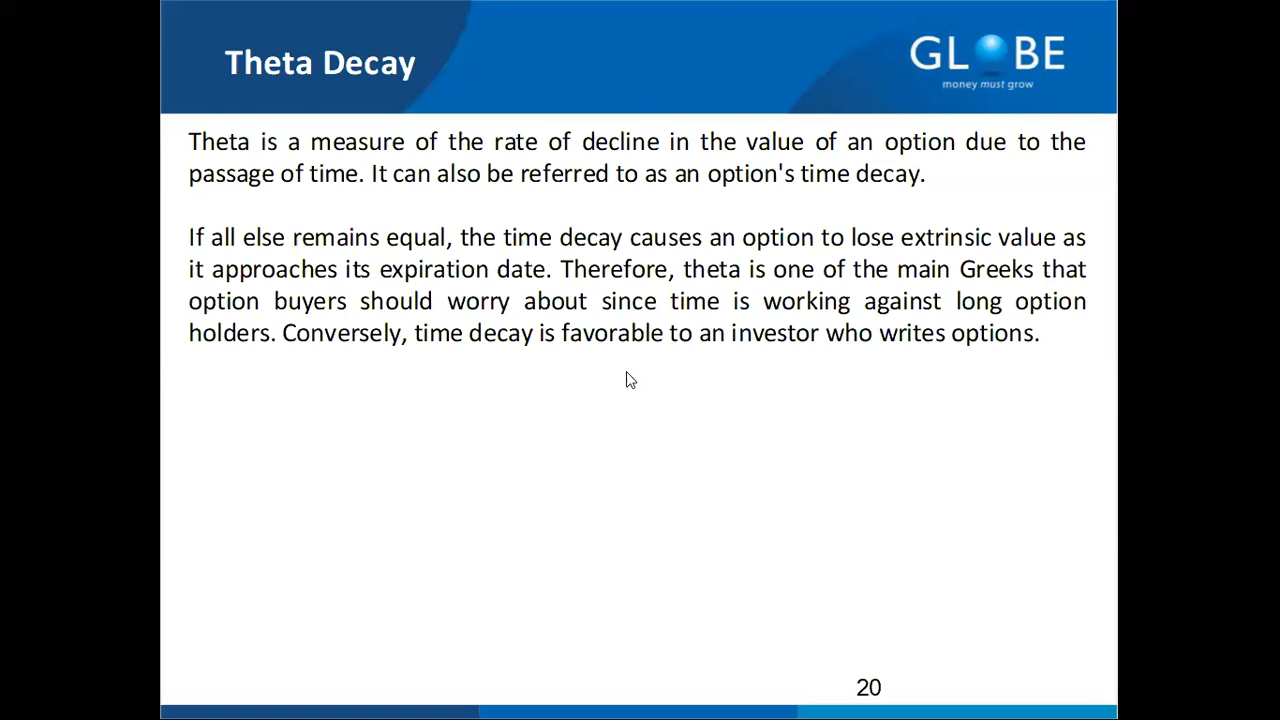 Theta Decay
GLOBE
money must grow
Theta is a measure of the rate of decline in the value of an option due to the
passage of time. It can also be referred to as an option's time decay.
If all else remains equal, the time decay causes an option to lose extrinsic value as
it approaches its expiration date. Therefore, theta is one of the main Greeks that
option buyers should worry about since time is working against long option
holders. Conversely, time decay is favorable to an investor who writes options.
20